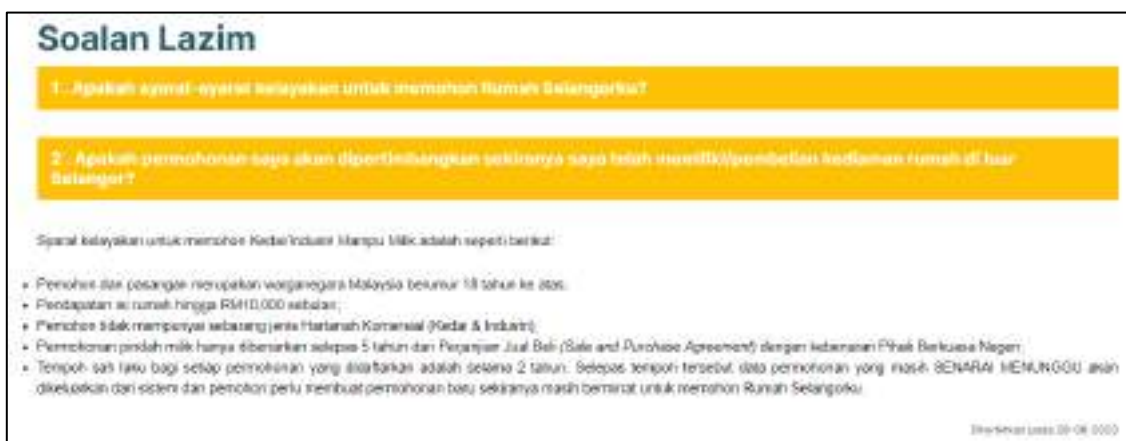 Soalan Lazim
1. Apakah syarat-syarat kelayakan untuk memohon Rumah Selangorku?
2. Apakah permohonan saya akan dipertimbangkan sekiranya saya telah memiliki/pembelian kediaman rumah di luar
Selangor?
Syarat kelayakan untuk memohon Kedai/Industri Mampu Milik adalah seperti berikut:
Pemohon dan pasangan merupakan warganegara Malaysia berumur 18 tahun ke atas;
Pendapatan isi rumah hingga RM10,000 sebulan;
Pemohon tidak mempunyai sebarang jenis Hartanah Komersial (Kedai & Industri);
Permohonan pindah milik hanya dibenarkan selepas 5 tahun dari Perjanjian Jual Beli (Sale and Purchase Agreement) dengan kebenaran Pihak Berkuasa Negeri;
Tempoh sah laku bagi setiap permohonan yang didaftarkan adalah selama 2 tahun. Selepas tempoh tersebut data permohonan yang masih SENARAI MENUNGGU akan
dikeluarkan dari sistem dan pemohon perlu membuat permohonan baru sekiranya masih berminat untuk memohon Rumah Selangorku.